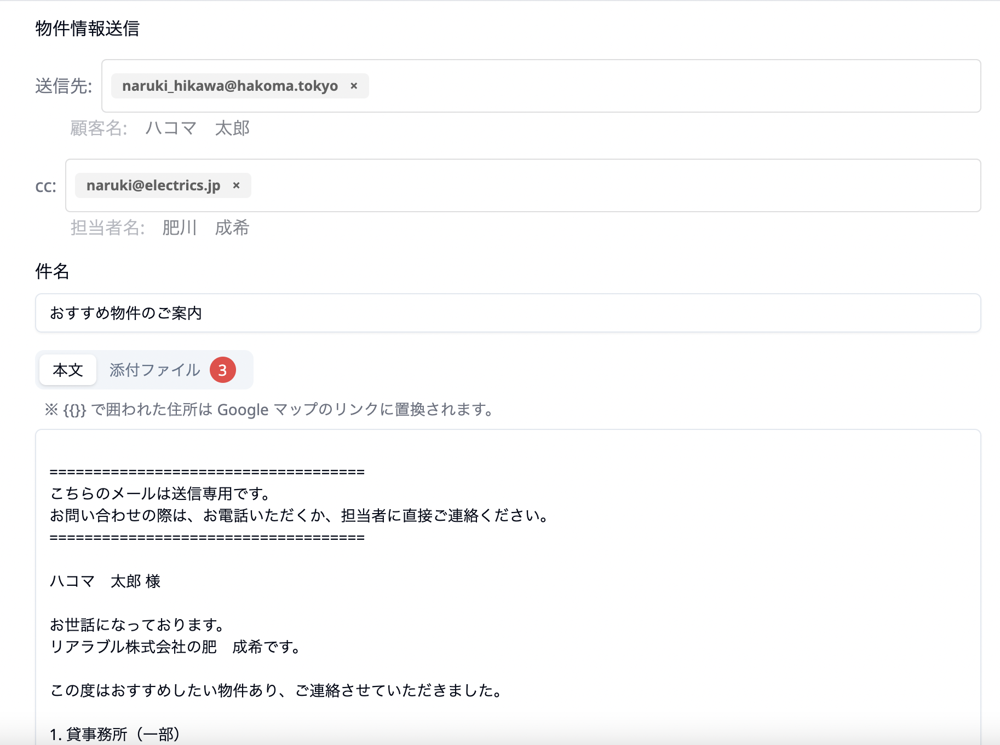 物件情報送信
送信先: naruki_hikawa@hakoma.tokyo ×
顧客名: ハコマ　太郎
cc: naruki@electrics.jp ×
担当者名: 肥川　成希
件名
おすすめ物件のご案内
本文 添付ファイル 3
※ {{}} で囲われた住所は Google マップのリンクに置換されます。
====================================
こちらのメールは送信専用です。
お問い合わせの際は、お電話いただくか、担当者に直接ご連絡ください。
====================================
ハコマ　太郎 様
お世話になっております。
リアラブル株式会社の肥　成希です。
この度はおすすめしたい物件あり、ご連絡させていただきました。
1. 貸事務所（一部）